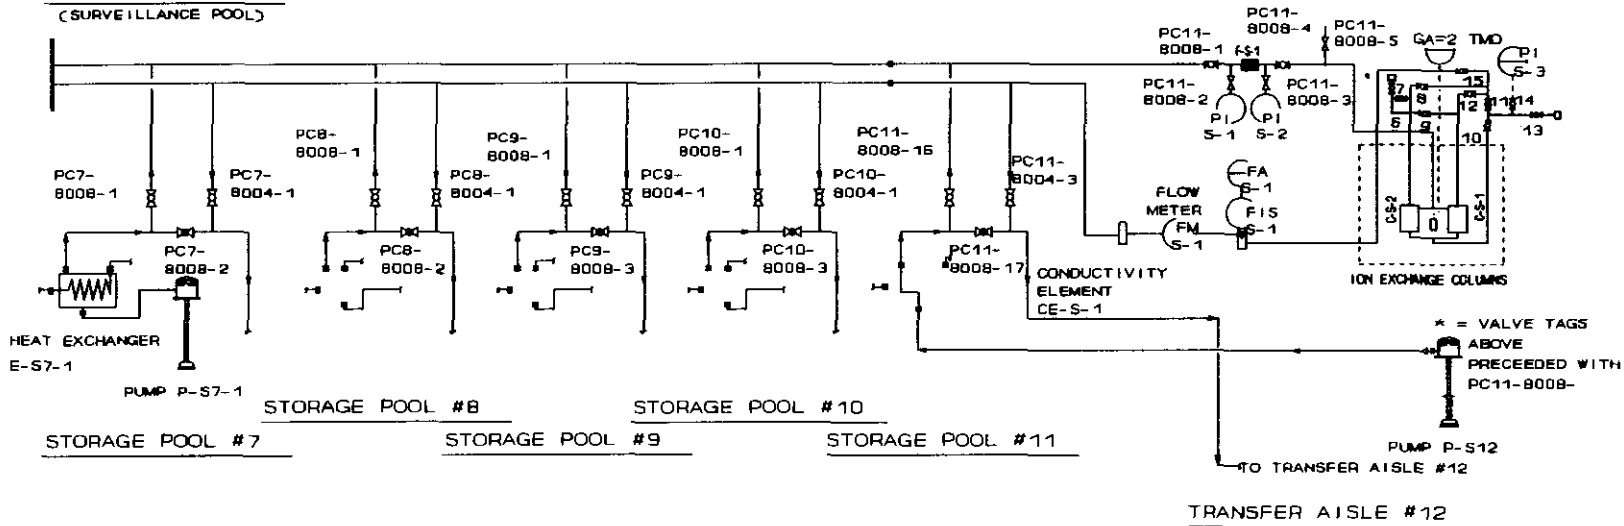 (SURVEILLANCE POOL)
PC11-
8008-1
PC11-
8008-4
PC11-
8008-5
GA=2 TMD
PI
S-3
F-S-1
PC11-
8008-2
PC11-
8008-3
PI
S-1
PI
S-2
7
8
6
9
15
12
11
14
10
13
PC7-
8008-1
PC7-
8004-1
PC8-
8008-1
PC8-
8004-1
PC9-
8008-1
PC9-
8004-1
PC10-
8008-1
PC10-
8004-1
PC11-
8008-16
PC11-
8004-3
FA
S-1
FLOW
METER
FM
S-1
FIS
S-1
C-S-2
C-S-1
ION EXCHANGE COLUMNS
PC7-
8008-2
PC8-
8008-2
PC9-
8008-3
PC10-
8008-3
PC11-
8008-17
CONDUCTIVITY
ELEMENT
CE-S-1
HEAT EXCHANGER
E-S7-1
PUMP P-S7-1
* = VALVE TAGS
ABOVE
PRECEEDED WITH
PC11-8008-
PUMP P-S12
STORAGE POOL #7
STORAGE POOL #8
STORAGE POOL #9
STORAGE POOL #10
STORAGE POOL #11
TO TRANSFER AISLE #12
TRANSFER AISLE #12